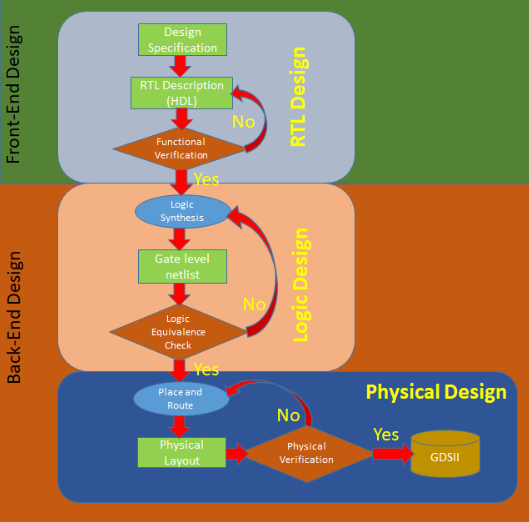 Front-End Design
Design
Specification
RTL Description
(HDL)
No
Functional
Verification
Yes
RTL Design
Back-End Design
Logic
Synthesis
Gate level
netlist
No
Logic
Equivalence
Check
Yes
Logic Design
Physical Design
Place and
Route
No
Physical
Layout
Physical
Verification
Yes
GDSII